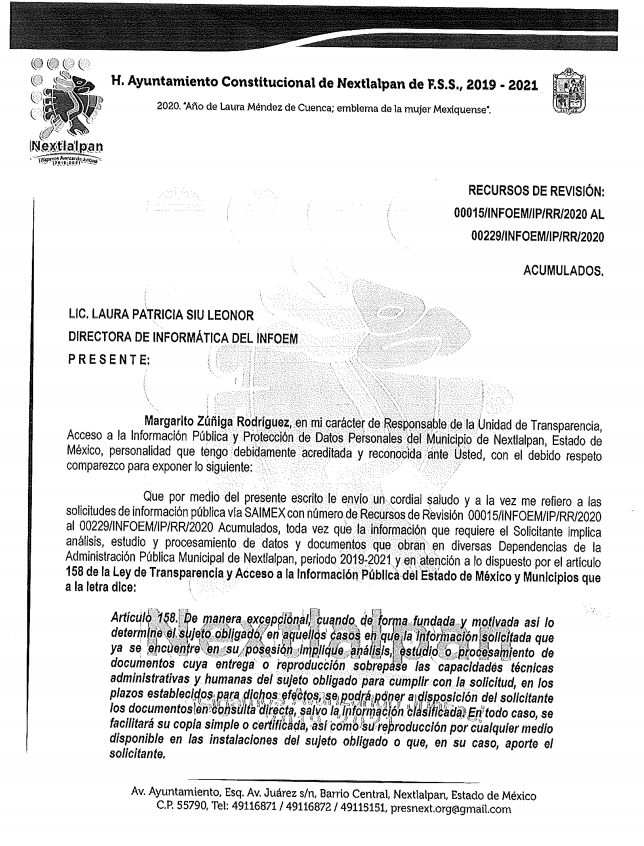 H. Ayuntamiento Constitucional de Nextlalpan de F.S.S., 2019 - 2021
2020. "Año de Laura Méndez de Cuenca; emblema de la mujer Mexiquense".
Nextlalpan
¡Sigamos Avanzando Juntos!
2019-2021
RECURSOS DE REVISIÓN:
00015/INFOEM/IP/RR/2020 AL
00229/INFOEM/IP/RR/2020
ACUMULADOS.
LIC. LAURA PATRICIA SIU LEONOR
DIRECTORA DE INFORMÁTICA DEL INFOEM
P R E S E N T E:
Margarito Zúñiga Rodríguez, en mi carácter de Responsable de la Unidad de Transparencia,
Acceso a la Información Pública y Protección de Datos Personales del Municipio de Nextlalpan, Estado de
México, personalidad que tengo debidamente acreditada y reconocida ante Usted, con el debido respeto
comparezco para exponer lo siguiente:
Que por medio del presente escrito le envío un cordial saludo y a la vez me refiero a las
solicitudes de información pública vía SAIMEX con número de Recursos de Revisión 00015/INFOEM/IP/RR/2020
al 00229/INFOEM/IP/RR/2020 Acumulados, toda vez que la información que requiere el Solicitante implica
análisis, estudio y procesamiento de datos y documentos que obran en diversas Dependencias de la
Administración Pública Municipal de Nextlalpan, periodo 2019-2021 y en atención a lo dispuesto por el artículo
158 de la Ley de Transparencia y Acceso a la Información Pública del Estado de México y Municipios que
a la letra dice:
Artículo 158. De manera excepcional, cuando de forma fundada y motivada así lo
determine el sujeto obligado, en aquellos casos en que la información solicitada que
ya se encuentre en su posesión implique análisis, estudio o procesamiento de
documentos cuya entrega o reproducción sobrepase las capacidades técnicas
administrativas y humanas del sujeto obligado para cumplir con la solicitud, en los
plazos establecidos para dichos efectos, se podrá poner a disposición del solicitante
los documentos en consulta directa, salvo la información clasificada. En todo caso, se
facilitará su copia simple o certificada, así como su reproducción por cualquier medio
disponible en las instalaciones del sujeto obligado o que, en su caso, aporte el
solicitante.
Nextlalpan
¡Sigamos Avanzando Juntos!
2019-2021
Av. Ayuntamiento, Esq. Av. Juárez s/n, Barrio Central, Nextlalpan, Estado de México
C.P. 55790, Tel: 49116871 / 49116872 / 49115151, presnext.org@gmail.com